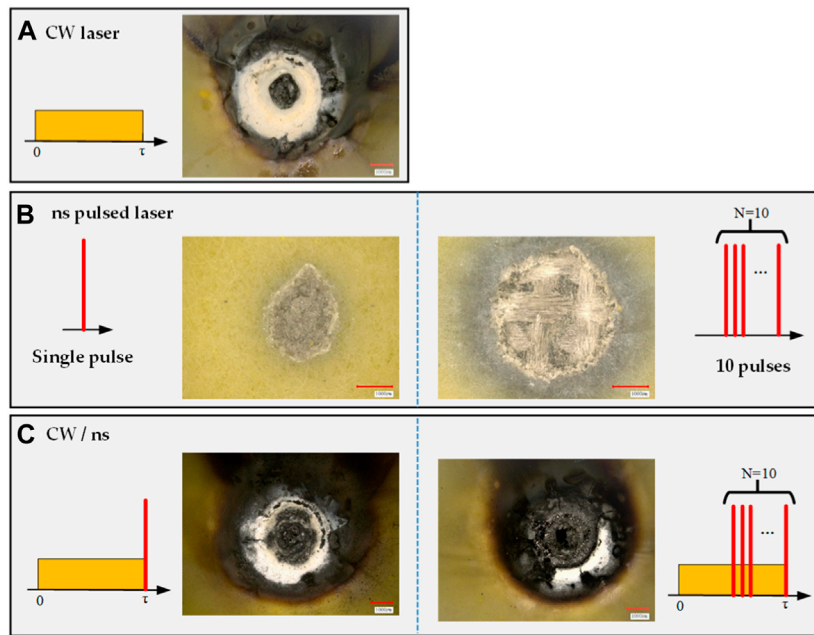 A CW laser
0 τ
B ns pulsed laser
Single pulse
N=10
...
10 pulses
C CW / ns
0 τ
N=10
...
0 τ